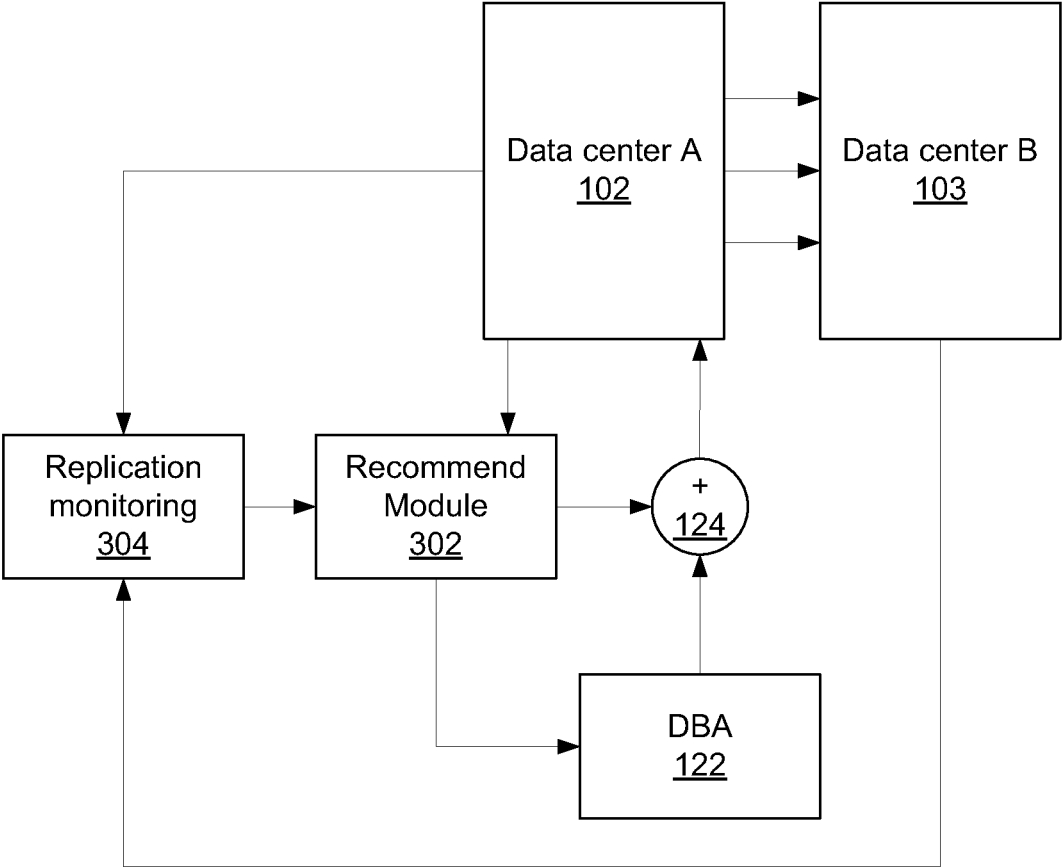 Data center A
102
Data center B
103
Replication
monitoring
304
Recommend
Module
302
+
124
DBA
122